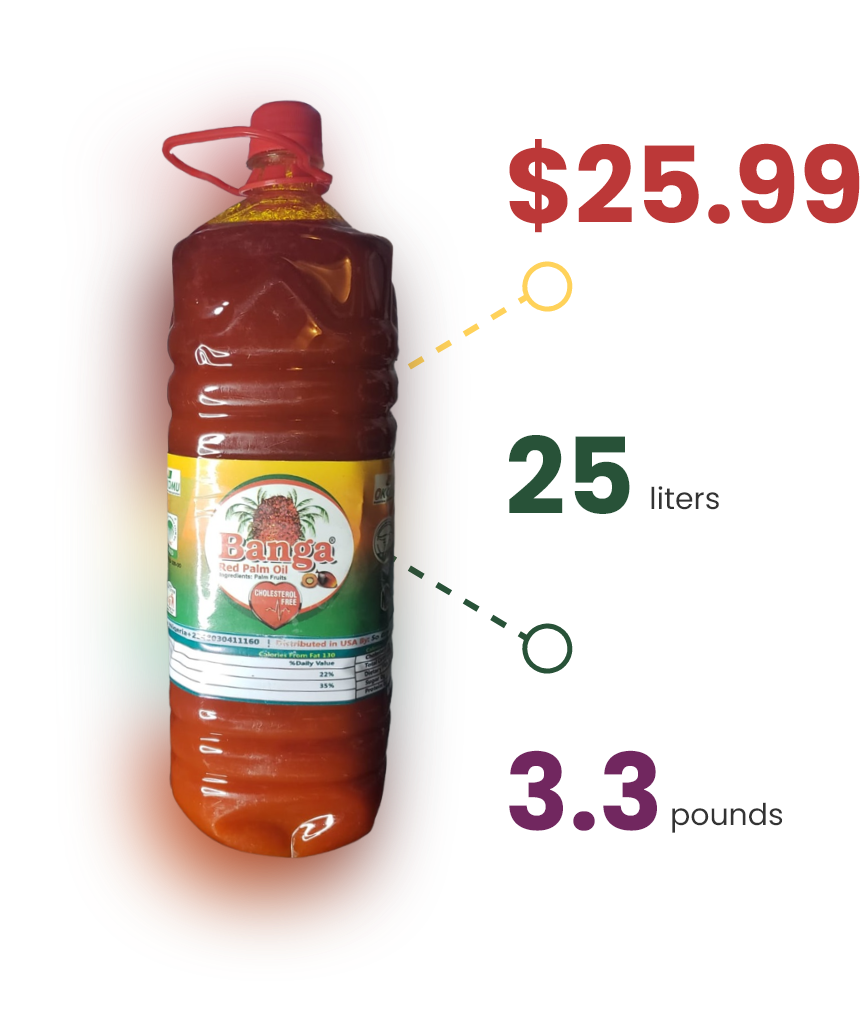 $25.99
25 liters
3.3 pounds
Banga®
Red Palm Oil
Ingredients: Palm Fruits
CHOLESTEROL
FREE
Distributed in USA
Calories From Fat 130
%Daily Value
22%
35%